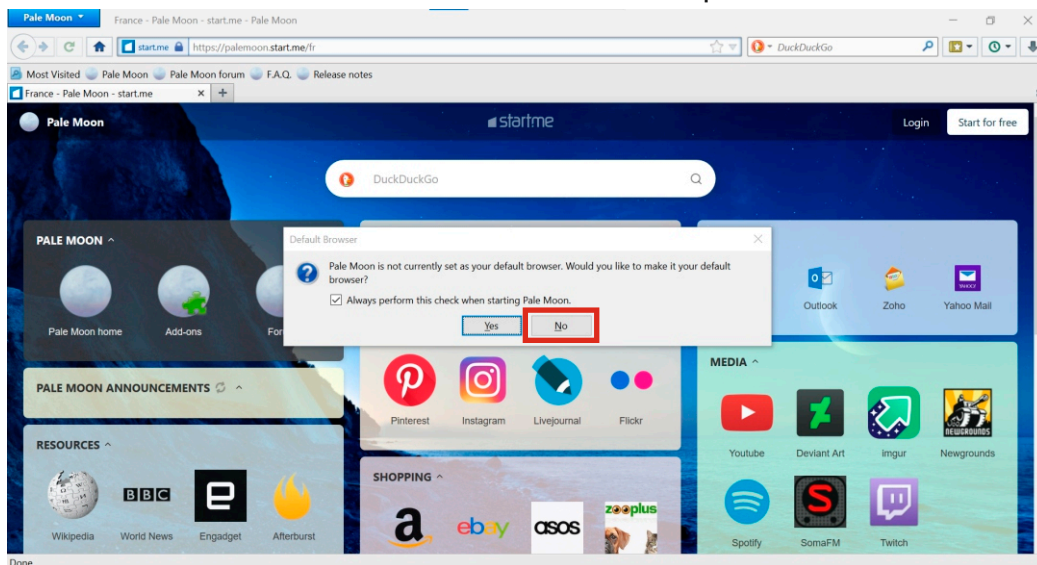 Pale Moon
France - Pale Moon - start.me - Pale Moon
start.me
https://palemoon.start.me/fr
DuckDuckGo
Most Visited Pale Moon Pale Moon forum F.A.Q. Release notes
France - Pale Moon - start.me
Pale Moon
startme
Login
Start for free
DuckDuckGo
PALE MOON
Pale Moon home
Add-ons
For
Default Browser
Pale Moon is not currently set as your default browser. Would you like to make it your default
browser?
Always perform this check when starting Pale Moon.
Yes
No
Outlook
Zoho
YAHOO!
Yahoo Mail
PALE MOON ANNOUNCEMENTS
Pinterest
Instagram
Livejournal
Flickr
MEDIA
Youtube
Deviant Art
imgur
NEWGROUNDS
Newgrounds
RESOURCES
BBC
Wikipedia
World News
Engadget
Afterburst
SHOPPING
a
ebay
asos
zooplus
S
Spotify
SomaFM
Twitch
Done